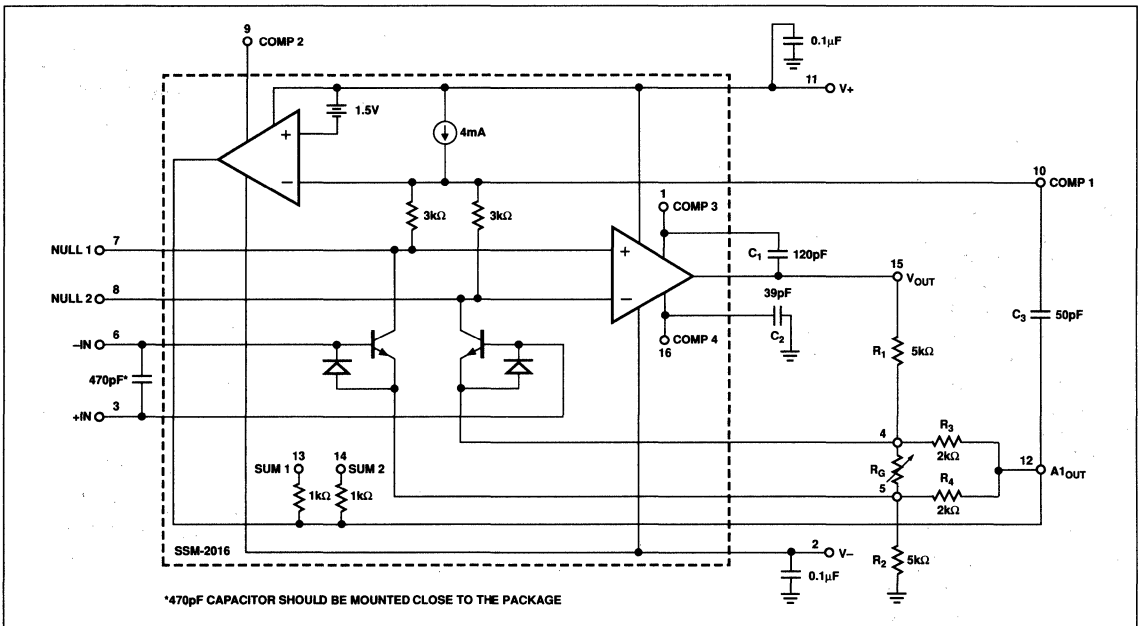 9
COMP 2
0.1µF
11
V+
1.5V
+
4mA
−
10
COMP 1
3kΩ
3kΩ
1
COMP 3
NULL 1
7
+
C1
120pF
15
VOUT
NULL 2
8
−
39pF
C2
COMP 4
16
C3
50pF
−IN
6
R1
5kΩ
470pF*
+IN
3
4
R3
2kΩ
12
A1OUT
RG
R4
2kΩ
5
13
SUM 1
14
SUM 2
1kΩ
1kΩ
SSM-2016
2
V−
0.1µF
R2
5kΩ
*470pF CAPACITOR SHOULD BE MOUNTED CLOSE TO THE PACKAGE